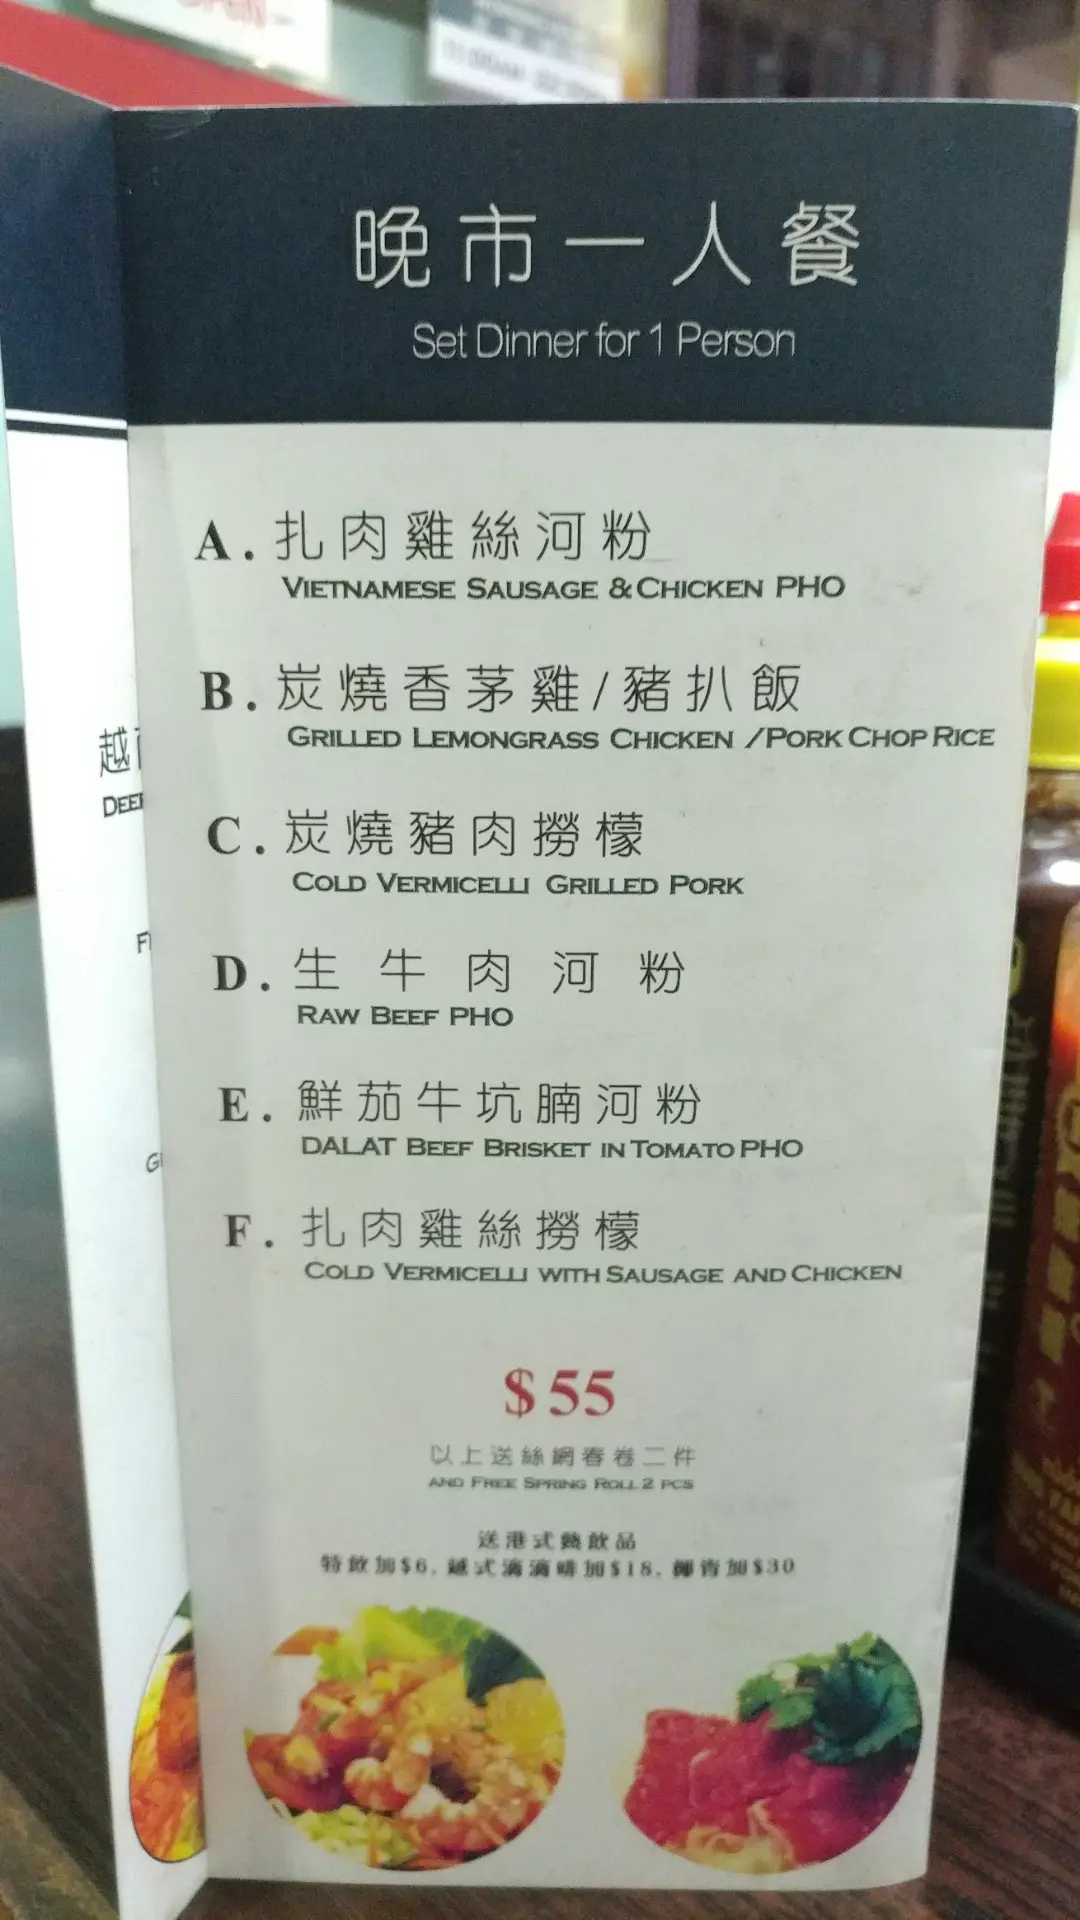 晚市一人餐
Set Dinner for 1 Person
A. 扎肉雞絲河粉
VIETNAMESE SAUSAGE & CHICKEN PHO
B. 炭燒香茅雞/豬扒飯
GRILLED LEMONGRASS CHICKEN /PORK CHOP RICE
C. 炭燒豬肉撈檬
COLD VERMICELLI GRILLED PORK
D. 生牛肉河粉
RAW BEEF PHO
E. 鮮茄牛坑腩河粉
DALAT BEEF BRISKET IN TOMATO PHO
F. 扎肉雞絲撈檬
COLD VERMICELLI WITH SAUSAGE AND CHICKEN
$55
以上送絲網春卷二件
AND FREE SPRING ROLL 2 PCS
送港式熱飲品
特飲加$6, 越式滴滴啡加$18, 椰青加$30
越
DEEP